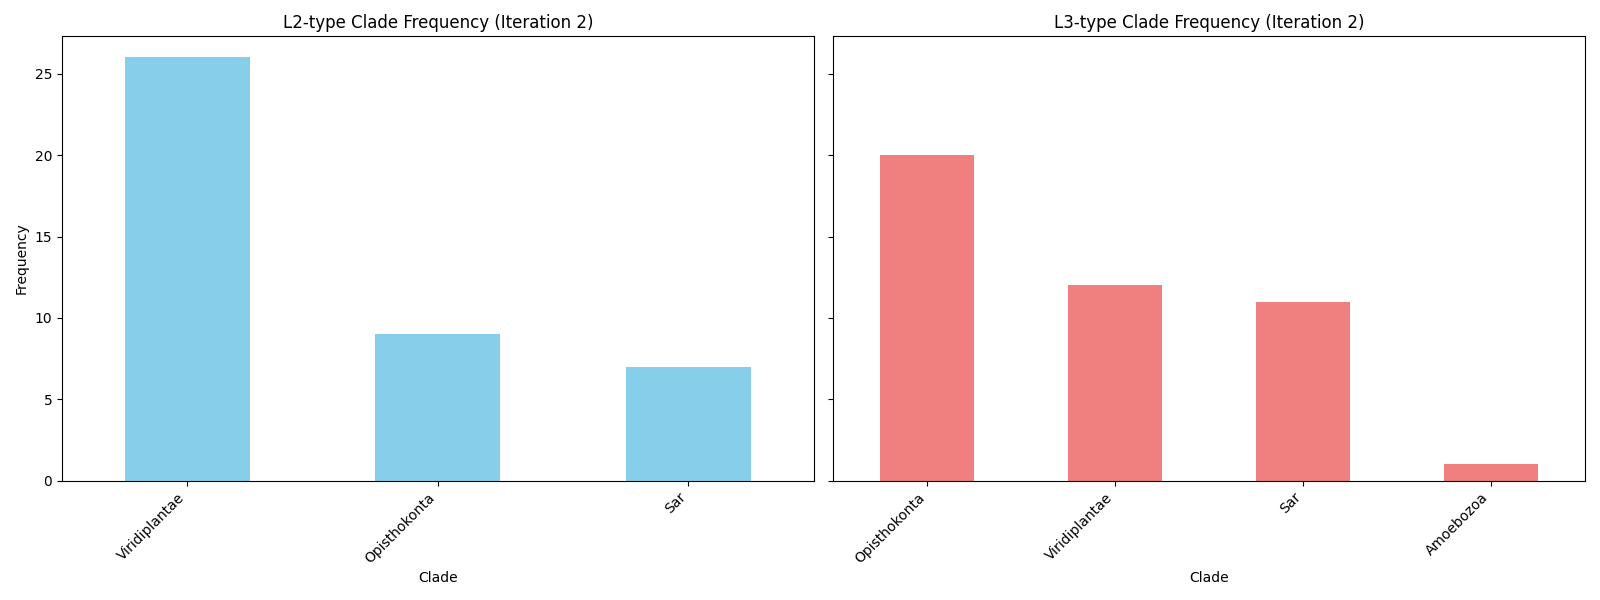 L2-type Clade Frequency (Iteration 2)
Frequency
25
20
15
10
5
0
Viridiplantae
Opisthokonta
Sar
Clade
L3-type Clade Frequency (Iteration 2)
Opisthokonta
Viridiplantae
Sar
Amoebozoa
Clade